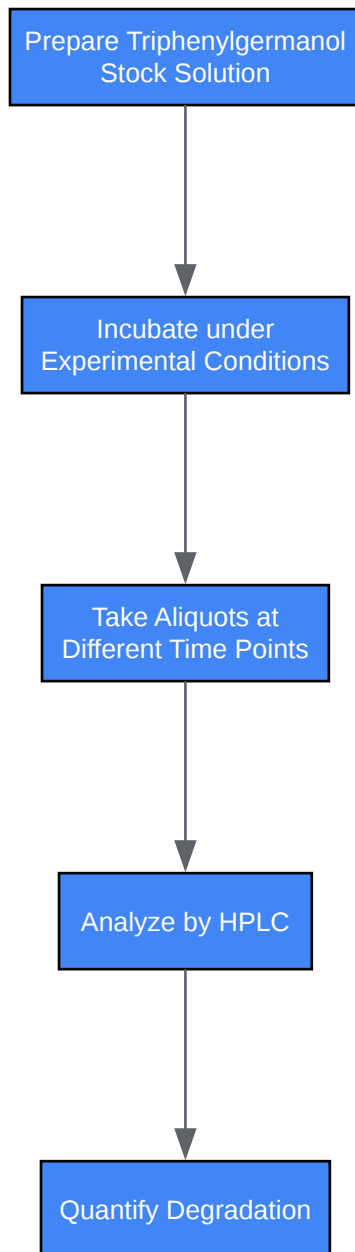 Prepare Triphenylgermanol
Stock Solution
Incubate under
Experimental Conditions
Take Aliquots at
Different Time Points
Analyze by HPLC
Quantify Degradation